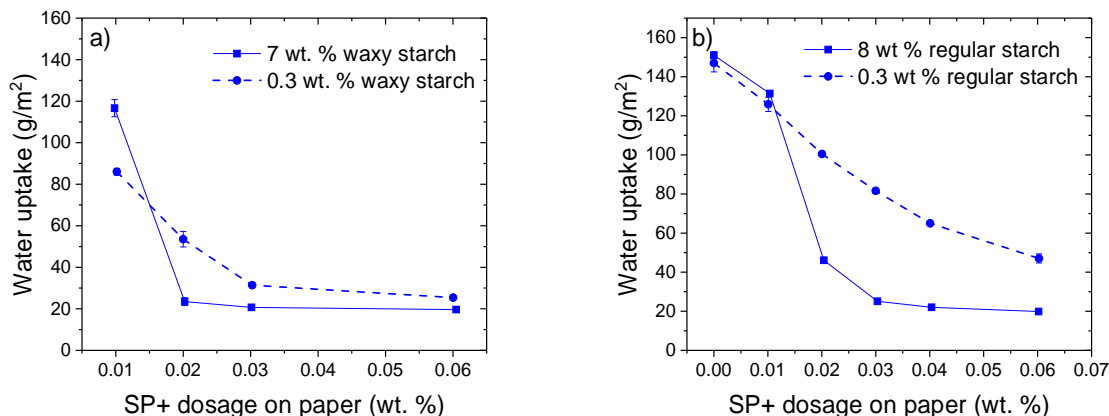 a)
7 wt. % waxy starch
0.3 wt. % waxy starch
Water uptake (g/m²)
160
140
120
100
80
60
40
20
0
0.01 0.02 0.03 0.04 0.05 0.06
SP+ dosage on paper (wt. %)
b)
8 wt % regular starch
0.3 wt % regular starch
Water uptake (g/m²)
160
140
120
100
80
60
40
20
0
0.00 0.01 0.02 0.03 0.04 0.05 0.06 0.07
SP+ dosage on paper (wt. %)